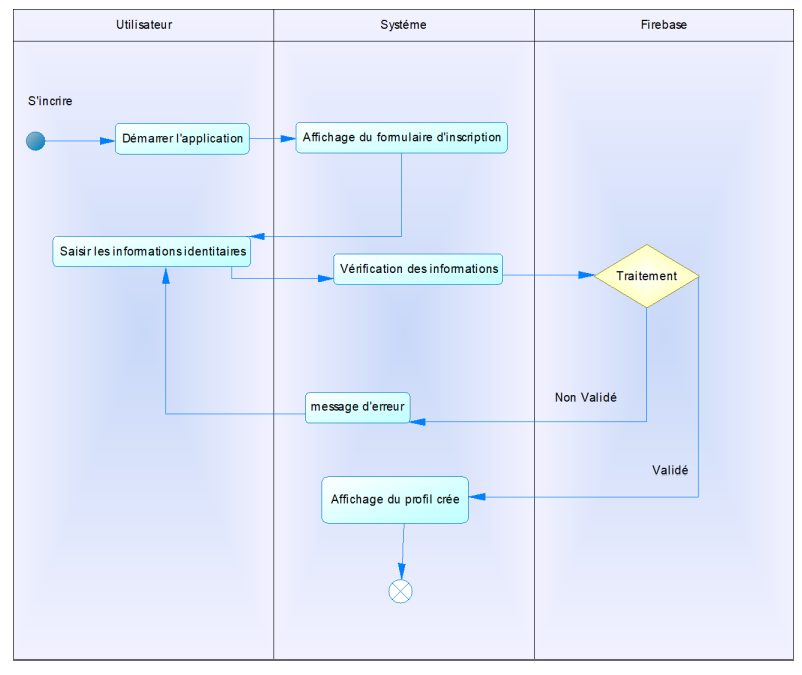 Utilisateur
Systéme
Firebase
S'incrire
Démarrer l'application
Affichage du formulaire d'inscription
Saisir les informations identitaires
Vérification des informations
Traitement
message d'erreur
Non Validé
Validé
Affichage du profil crée